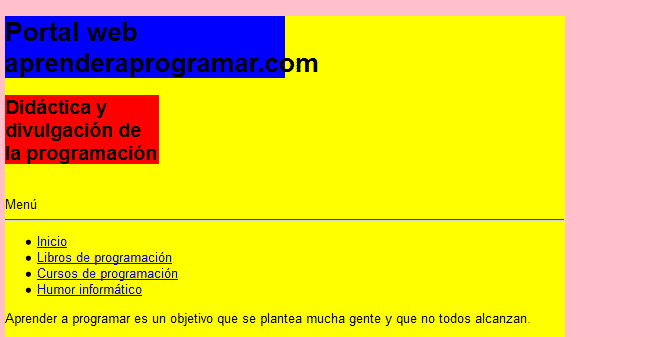 Portal web
aprenderaprogramar.com
Didáctica y
divulgación de
la programación
Menú
Inicio
Libros de programación
Cursos de programación
Humor informático
Aprender a programar es un objetivo que se plantea mucha gente y que no todos alcanzan.